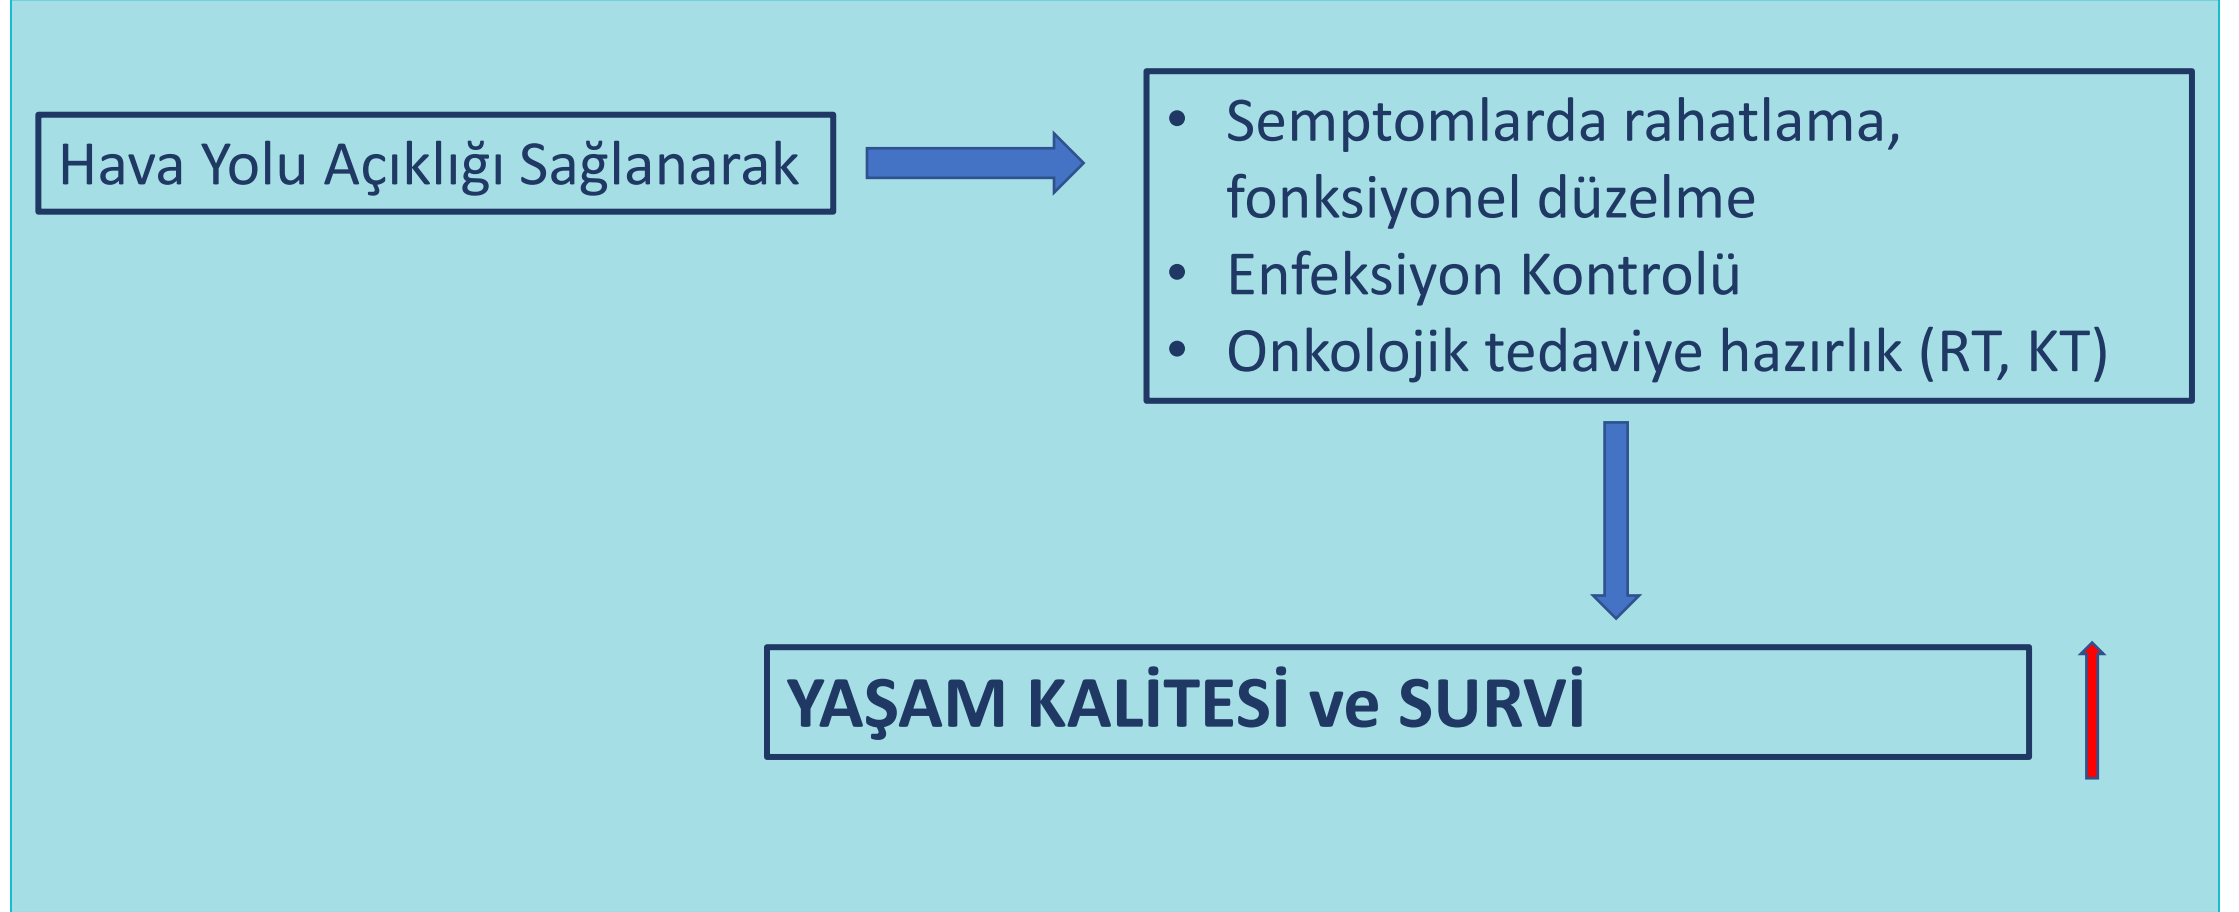 Hava Yolu Açıklığı Sağlanarak
• Semptomlarda rahatlama,
fonksiyonel düzelme
• Enfeksiyon Kontrolü
• Onkolojik tedaviye hazırlık (RT, KT)
YAŞAM KALİTESİ ve SURVİ